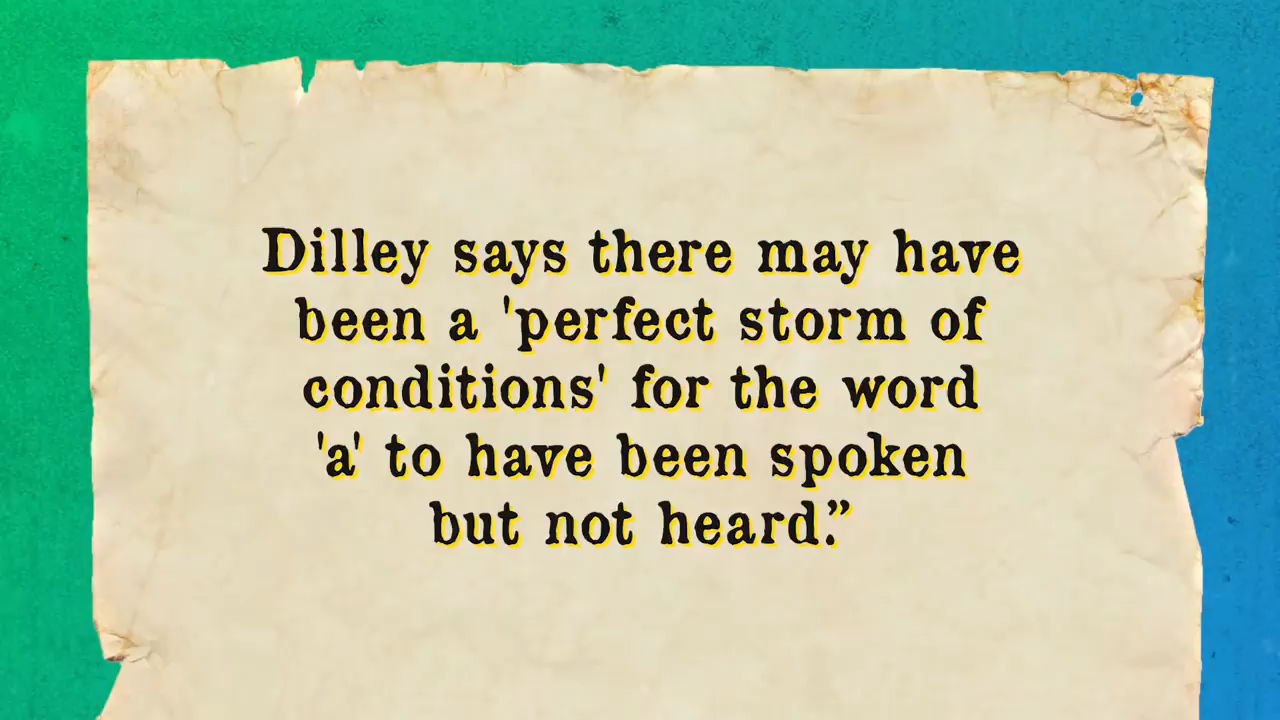 Dilley says there may have
been a 'perfect storm of
conditions' for the word
'a' to have been spoken
but not heard.”